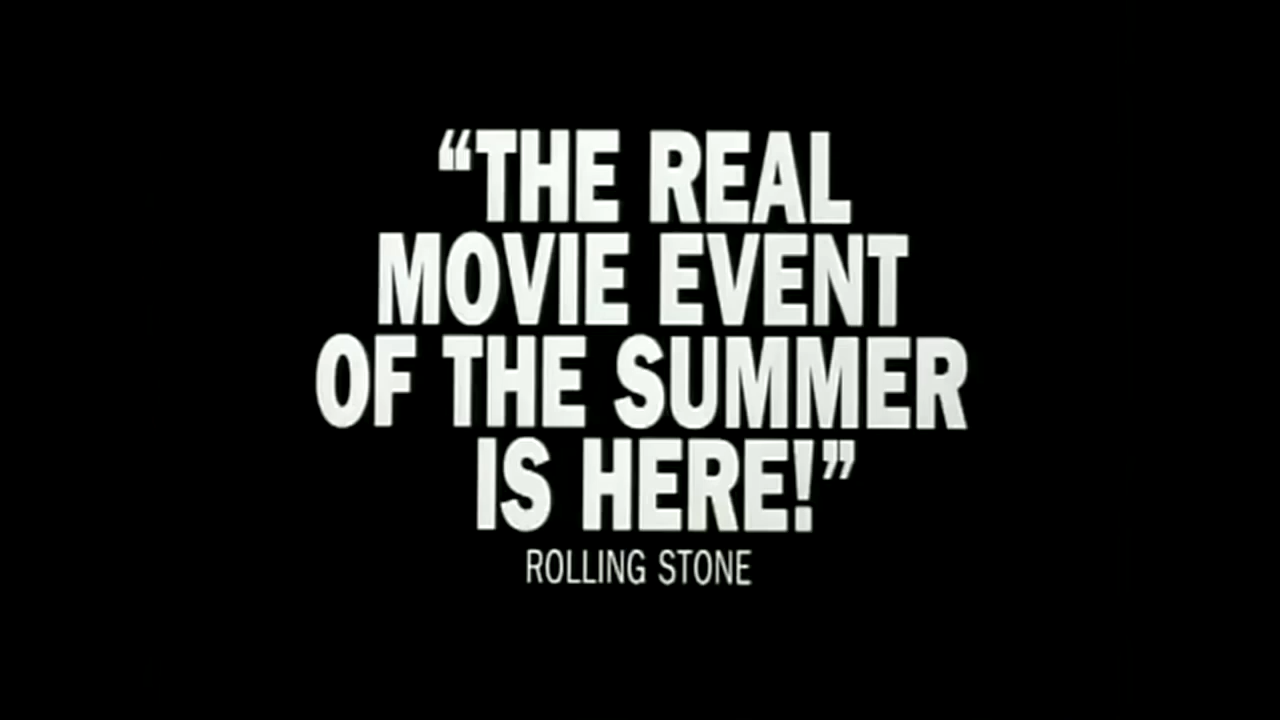 “THE REAL
MOVIE EVENT
OF THE SUMMER
IS HERE!”
ROLLING STONE